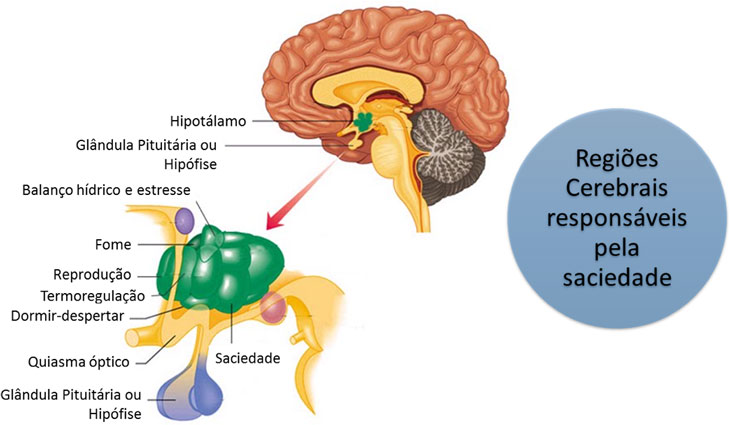 Hipotálamo
Glândula Pituitária ou
Hipófise
Balanço hídrico e estresse
Fome
Reprodução
Termoregulação
Dormir-despertar
Quiasma óptico
Saciedade
Glândula Pituitária ou
Hipófise
Regiões
Cerebrais
responsáveis
pela
saciedade